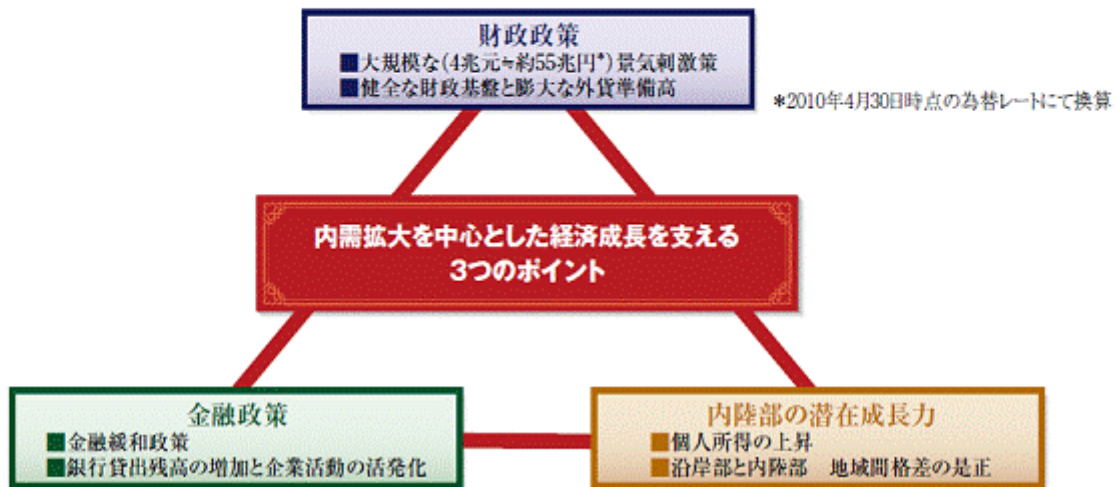 財政政策
■大規模な(4兆元≒約55兆円*)景気刺激策
■健全な財政基盤と膨大な外貨準備高
*2010年4月30日時点の為替レートにて換算
内需拡大を中心とした経済成長を支える
3つのポイント
金融政策
■金融緩和政策
■銀行貸出残高の増加と企業活動の活発化
内陸部の潜在成長力
■個人所得の上昇
■沿岸部と内陸部　地域間格差の是正